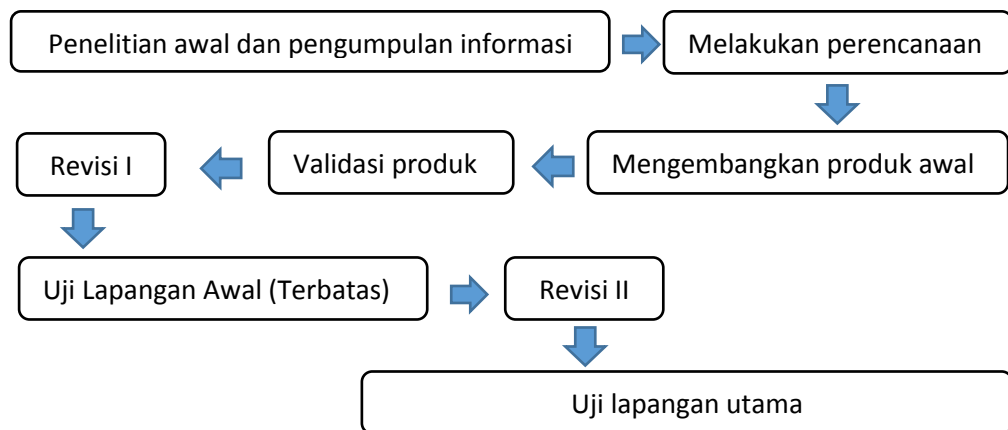 Penelitian awal dan pengumpulan informasi
Melakukan perencanaan
Mengembangkan produk awal
Validasi produk
Revisi I
Uji Lapangan Awal (Terbatas)
Revisi II
Uji lapangan utama